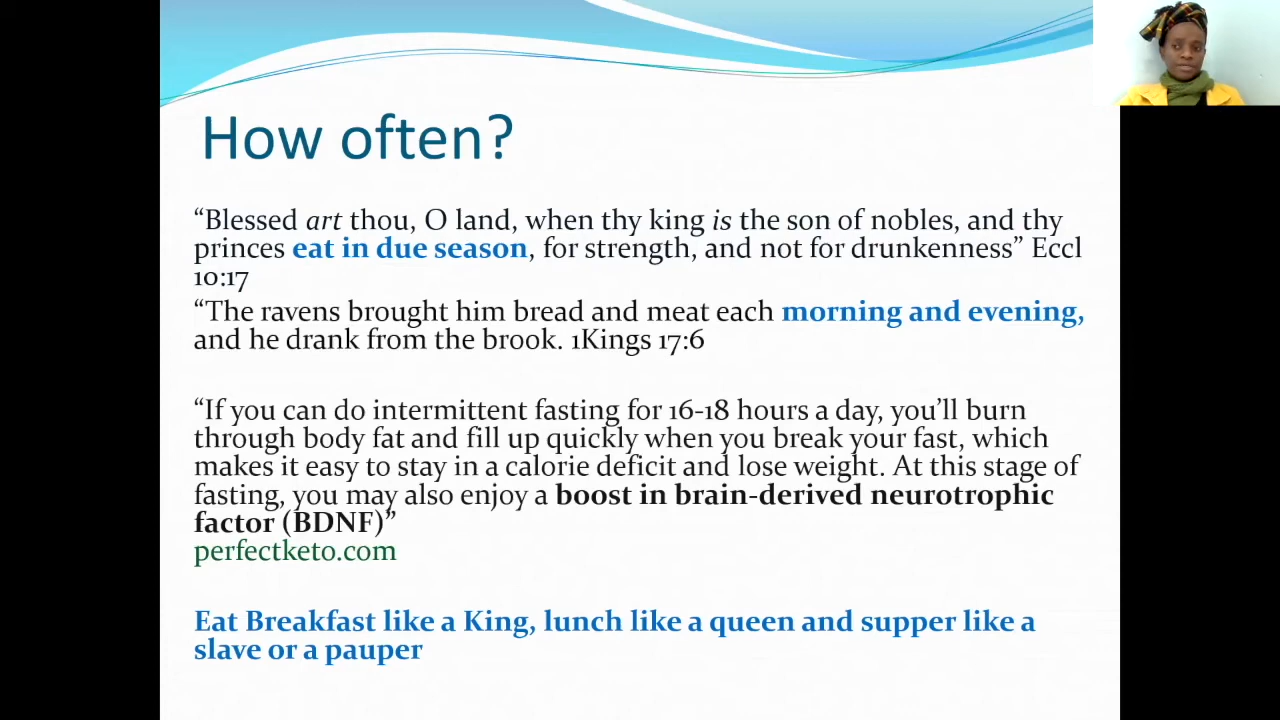 How often?
“Blessed art thou, O land, when thy king is the son of nobles, and thy
princes eat in due season, for strength, and not for drunkenness” Eccl
10:17
“The ravens brought him bread and meat each morning and evening,
and he drank from the brook. 1Kings 17:6
“If you can do intermittent fasting for 16-18 hours a day, you’ll burn
through body fat and fill up quickly when you break your fast, which
makes it easy to stay in a calorie deficit and lose weight. At this stage of
fasting, you may also enjoy a boost in brain-derived neurotrophic
factor (BDNF)”
perfectketo.com
Eat Breakfast like a King, lunch like a queen and supper like a
slave or a pauper